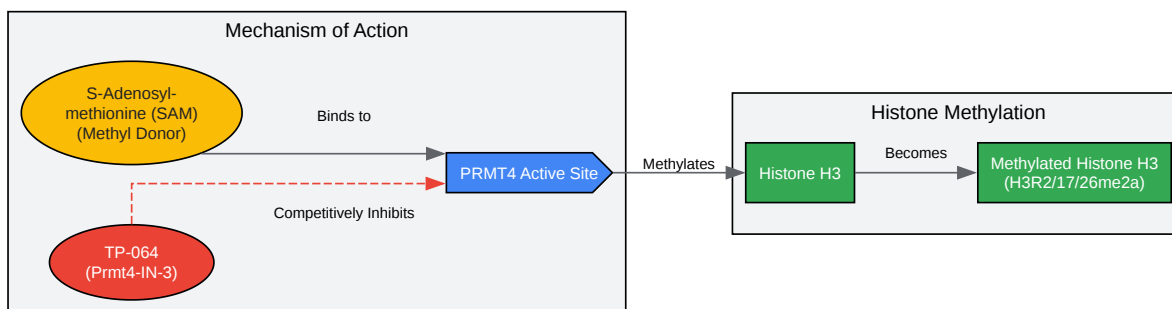 Mechanism of Action
S-Adenosyl-
methionine (SAM)
(Methyl Donor)
Binds to
PRMT4 Active Site
Competitively Inhibits
TP-064
(Prmt4-IN-3)
Methylates
Histone Methylation
Histone H3
Becomes
Methylated Histone H3
(H3R2/17/26me2a)